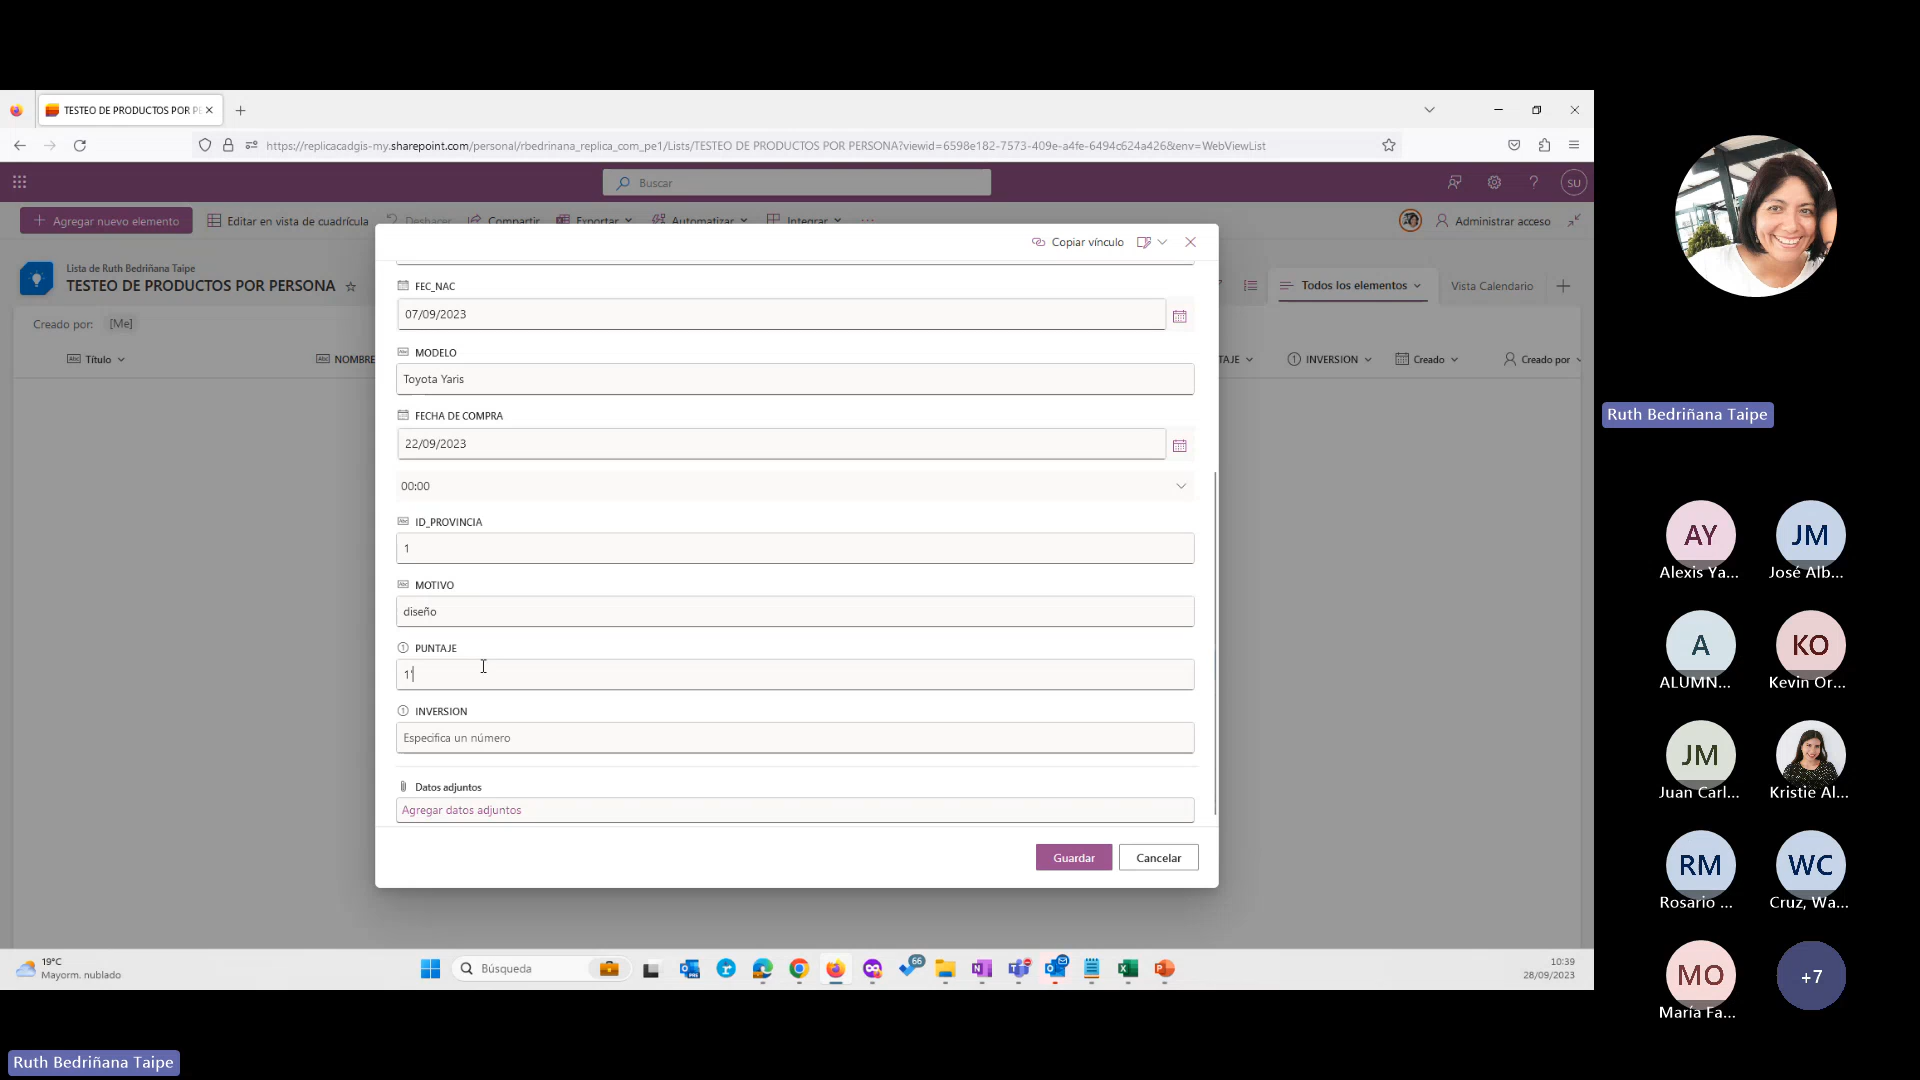 TESTEO DE PRODUCTOS POR PE
https://replicacadgis-my.sharepoint.com/personal/rbedrinana_replica_com_pe1/Lists/TESTEO DE PRODUCTOS POR PERSONA?viewid=6598e182-7573-409e-a4fe-6494c624a426&env=WebViewList
Buscar
SU
Agregar nuevo elemento
Editar en vista de cuadrícula
Deshacer
Compartir
Exportar
Automatizar
Integrar
Administrar acceso
Copiar vínculo
Lista de Ruth Bedriñana Taipe
TESTEO DE PRODUCTOS POR PERSONA
Todos los elementos
Vista Calendario
Creado por:
[Me]
Título
NOMBRE
TAJE
INVERSION
Creado
Creado por
FEC_NAC
07/09/2023
MODELO
Toyota Yaris
FECHA DE COMPRA
22/09/2023
00:00
ID_PROVINCIA
1
MOTIVO
diseño
PUNTAJE
INVERSION
Especifica un número
Datos adjuntos
Agregar datos adjuntos
Guardar
Cancelar
19°C
Mayorm. nublado
Búsqueda
66
10:39
28/09/2023
Ruth Bedriñana Taipe
AY
JM
Alexis Ya...
José Alb...
A
KO
ALUMN...
Kevin Or...
JM
Juan Carl...
Kristie Al...
RM
WC
Rosario ...
Cruz, Wa...
MO
+7
María Fa...
Ruth Bedriñana Taipe